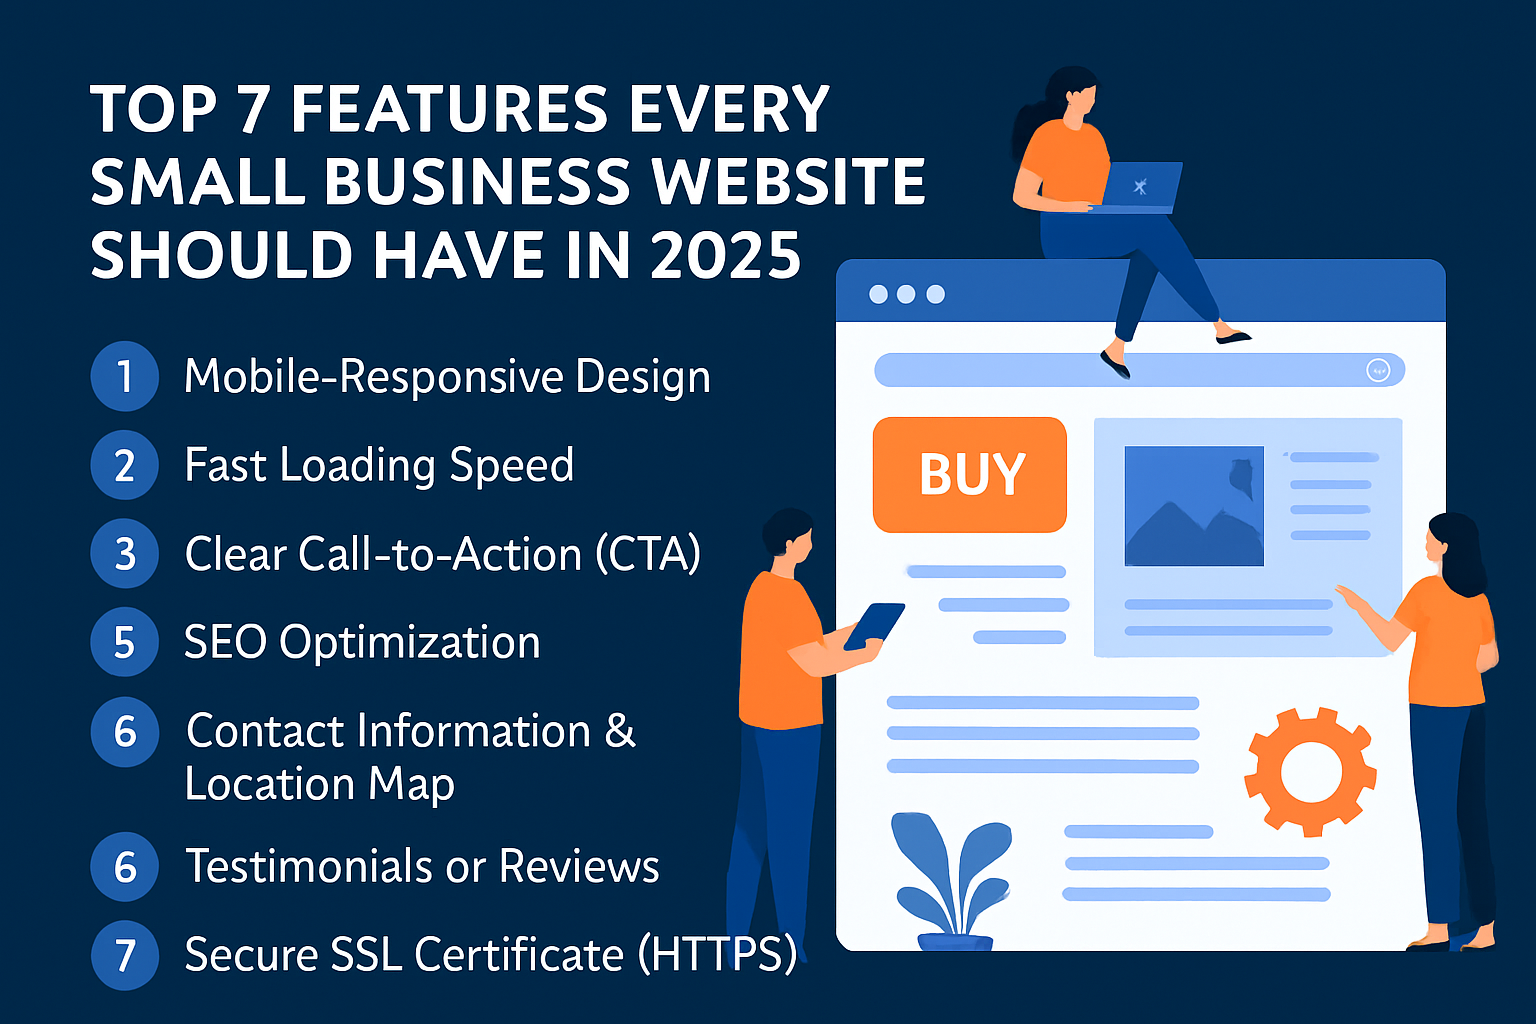 TOP 7 FEATURES EVERY
SMALL BUSINESS WEBSITE
SHOULD HAVE IN 2025
1 Mobile-Responsive Design
2 Fast Loading Speed
3 Clear Call-to-Action (CTA)
5 SEO Optimization
6 Contact Information &
Location Map
6 Testimonials or Reviews
7 Secure SSL Certificate (HTTPS)
BUY